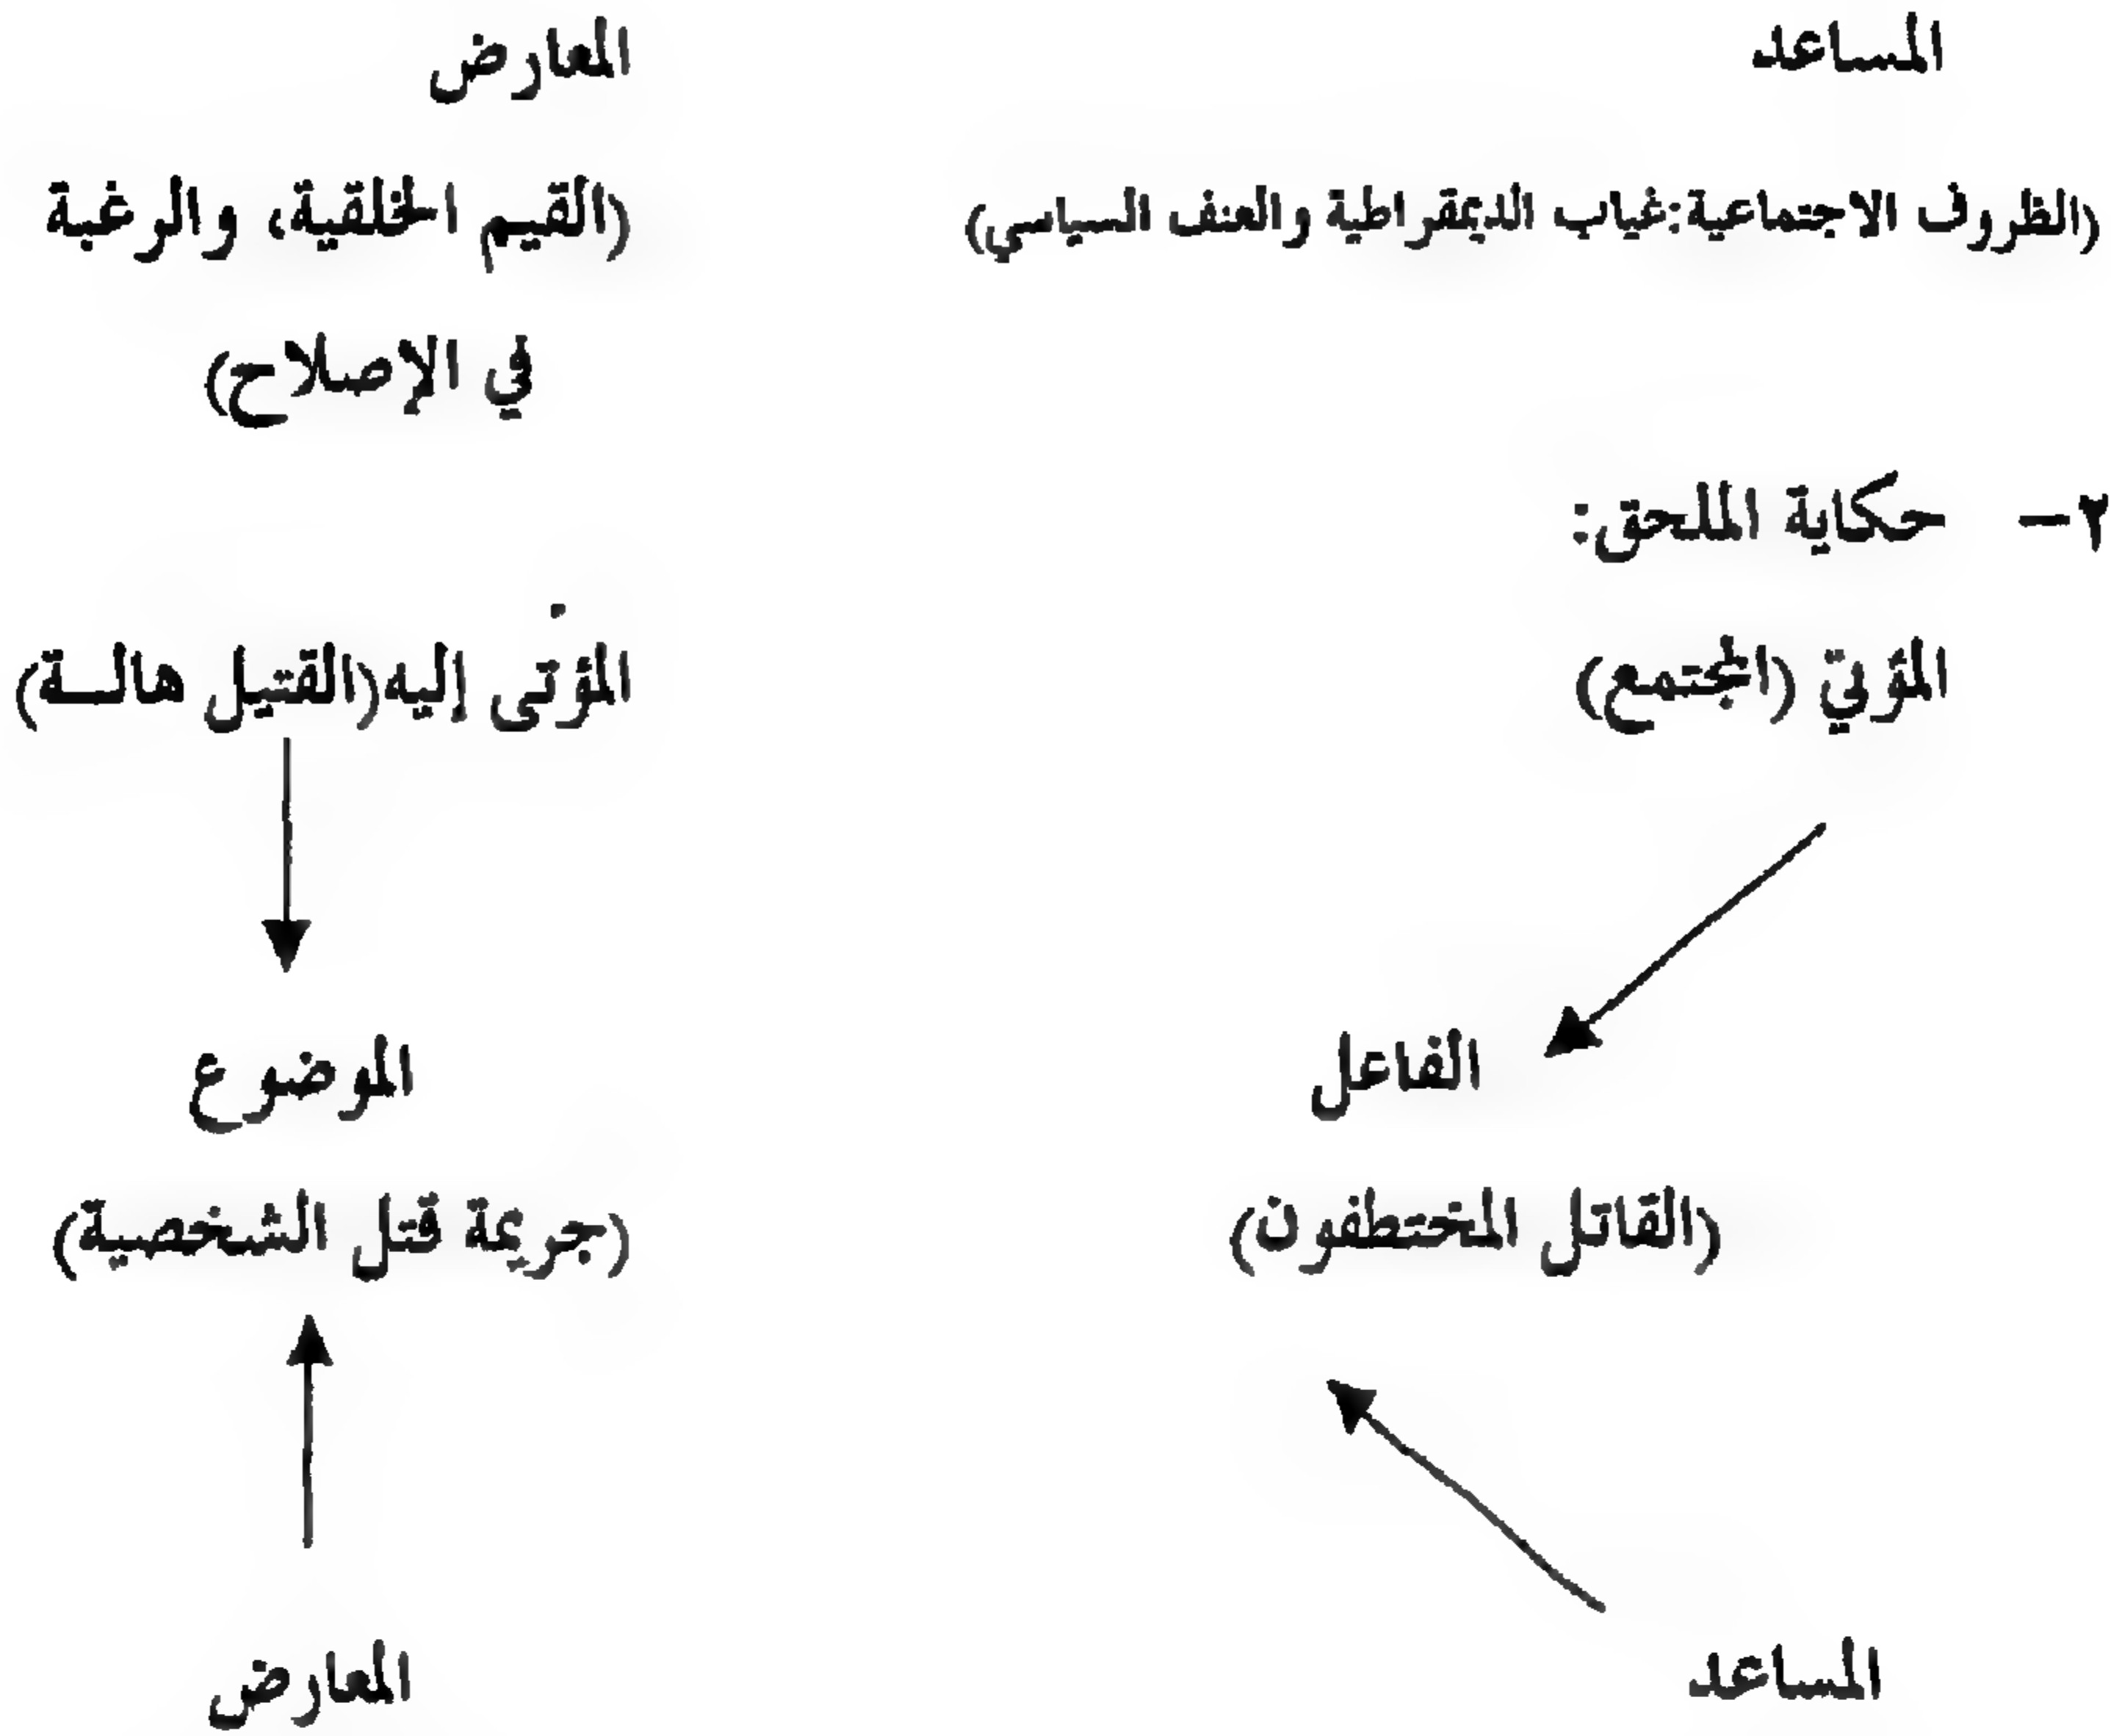 المساعد المعارض
(الظروف الاجتماعية:غياب الديمقراطية والعنف السياسي) (القيم الخلقية، والرغبة
في الإصلاح)
٢- حكاية الملحق:
المؤتيّ (المجتمع) المؤتى إليه(القتيل هالــة)
الفاعل الموضوع
(القاتل المختطفون) (جريمة قتل الشخصية)
المساعد المعارض